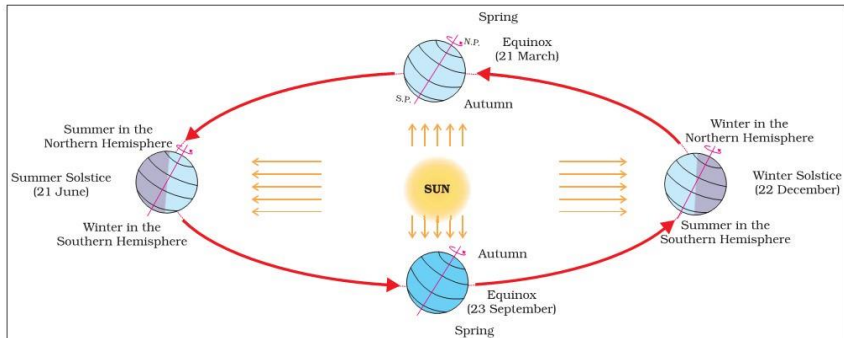 Spring
N.P.
Equinox
(21 March)
S.P.
Autumn
Summer in the
Northern Hemisphere
Summer Solstice
(21 June)
Winter in the
Southern Hemisphere
SUN
Winter in the
Northern Hemisphere
Winter Solstice
(22 December)
Summer in the
Southern Hemisphere
Autumn
Equinox
(23 September)
Spring